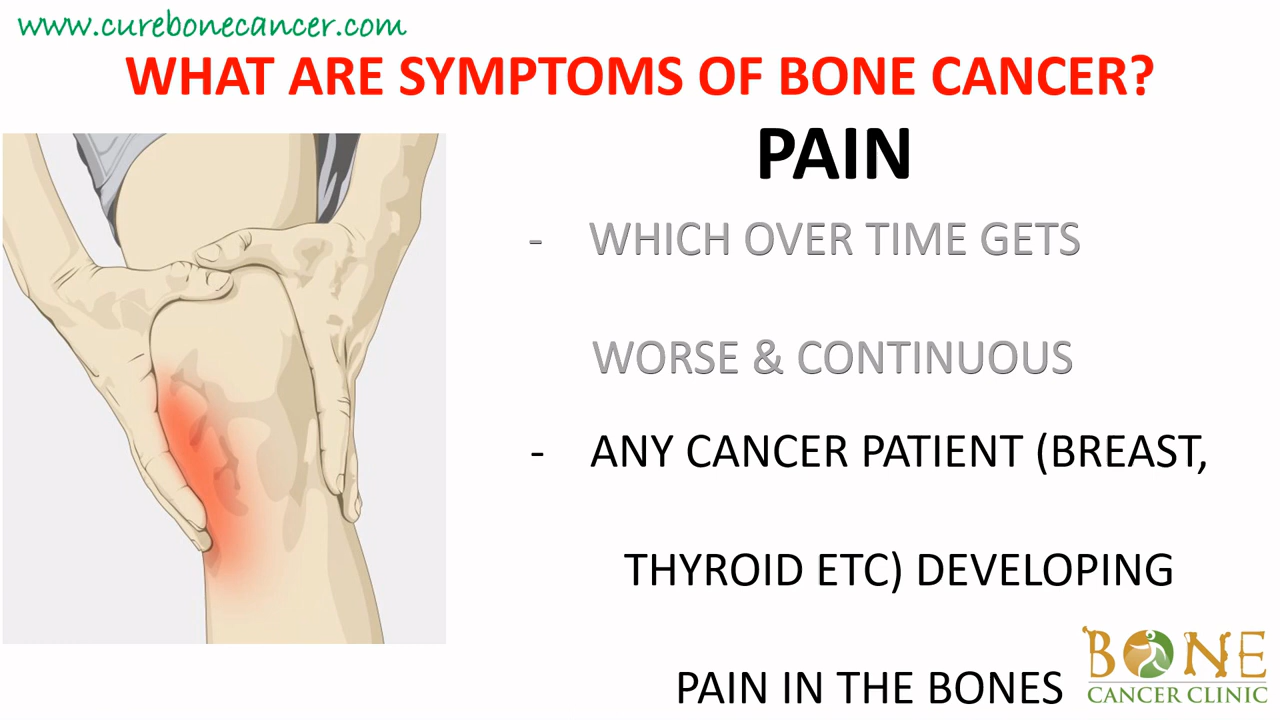 www.curebonecancer.com
WHAT ARE SYMPTOMS OF BONE CANCER?
PAIN
- WHICH OVER TIME GETS
WORSE & CONTINUOUS
- ANY CANCER PATIENT (BREAST,
THYROID ETC) DEVELOPING
PAIN IN THE BONES
BONE
CANCER CLINIC